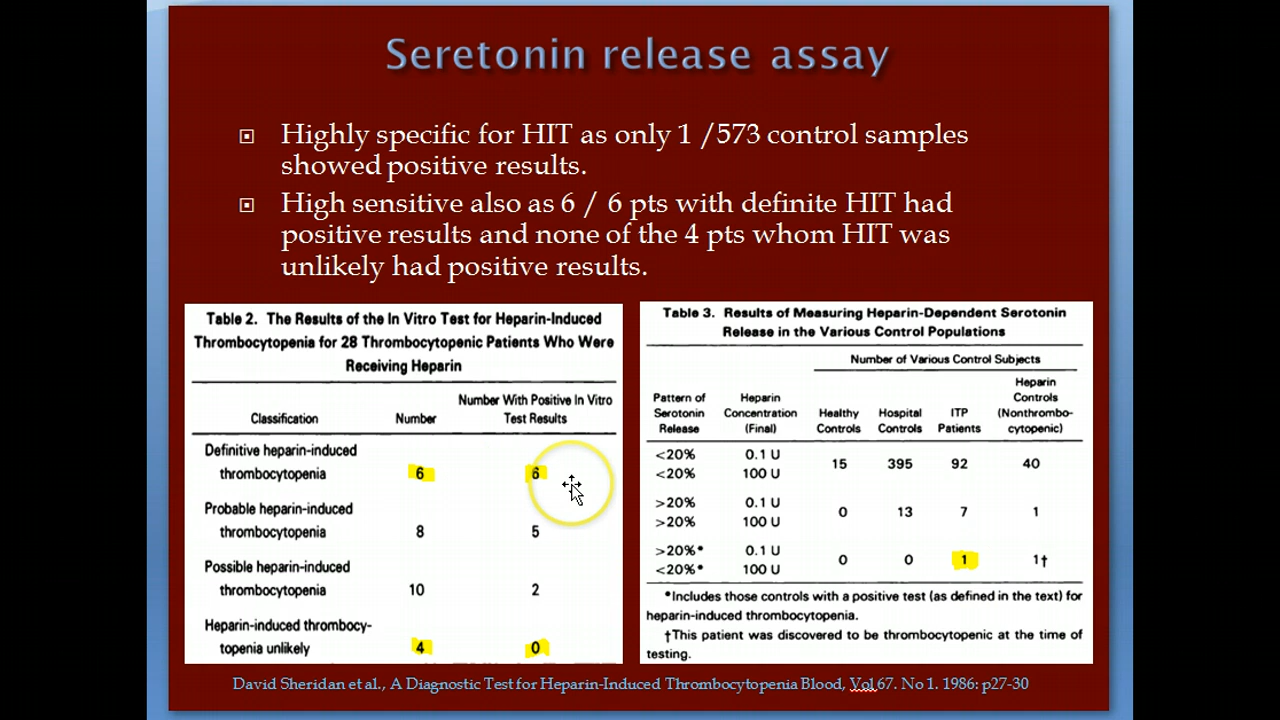 Seretonin release assay
Highly specific for HIT as only 1 /573 control samples
showed positive results.
High sensitive also as 6 / 6 pts with definite HIT had
positive results and none of the 4 pts whom HIT was
unlikely had positive results.
Table 2. The Results of the In Vitro Test for Heparin-Induced
Thrombocytopenia for 28 Thrombocytopenic Patients Who Were
Receiving Heparin
Number With Positive In Vitro
Classification Number Test Results
Definitive heparin-induced
thrombocytopenia 6 6
Probable heparin-induced
thrombocytopenia 8 5
Possible heparin-induced
thrombocytopenia 10 2
Heparin-induced thrombocy-
topenia unlikely 4 0
Table 3. Results of Measuring Heparin-Dependent Serotonin
Release in the Various Control Populations
Number of Various Control Subjects
Heparin
Pattern of Heparin Controls
Serotonin Concentration Healthy Hospital ITP (Nonthrombo-
Release (Final) Controls Controls Patients cytopenic)
<20% 0.1 U
15 395 92 40
<20% 100 U
>20% 0.1 U
0 13 7 1
>20% 100 U
>20%* 0.1 U
0 0 1 1†
<20%* 100 U
*Includes those controls with a positive test (as defined in the text) for
heparin-induced thrombocytopenia.
†This patient was discovered to be thrombocytopenic at the time of
testing.
David Sheridan et al., A Diagnostic Test for Heparin-Induced Thrombocytopenia Blood, Vol 67. No 1. 1986: p27-30